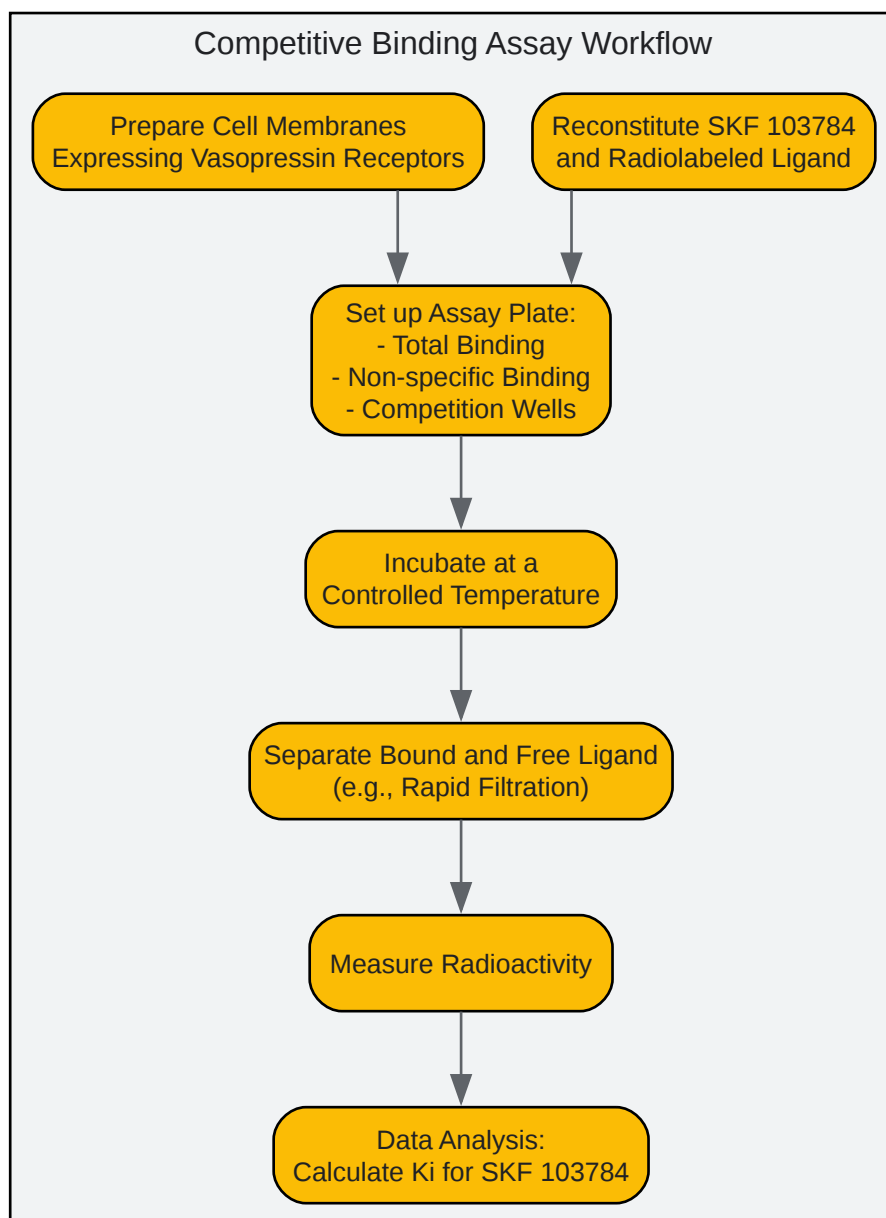 Competitive Binding Assay Workflow
Prepare Cell Membranes
Expressing Vasopressin Receptors
Reconstitute SKF 103784
and Radiolabeled Ligand
Set up Assay Plate:
- Total Binding
- Non-specific Binding
- Competition Wells
Incubate at a
Controlled Temperature
Separate Bound and Free Ligand
(e.g., Rapid Filtration)
Measure Radioactivity
Data Analysis:
Calculate Ki for SKF 103784